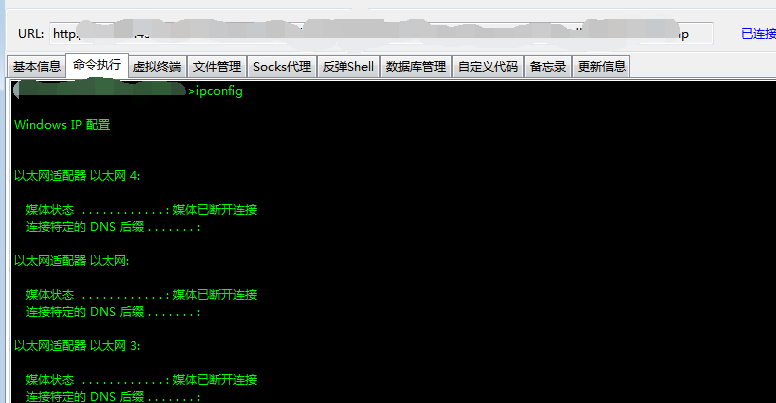 URL: http:
已连接
基本信息 命令执行 虚拟终端 文件管理 Socks代理 反弹Shell 数据库管理 自定义代码 备忘录 更新信息
>ipconfig
Windows IP 配置
以太网适配器 以太网 4:
媒体状态 . . . . . . . . . . . . : 媒体已断开连接
连接特定的 DNS 后缀 . . . . . . . :
以太网适配器 以太网:
媒体状态 . . . . . . . . . . . . : 媒体已断开连接
连接特定的 DNS 后缀 . . . . . . . :
以太网适配器 以太网 3:
媒体状态 . . . . . . . . . . . . : 媒体已断开连接
连接特定的 DNS 后缀 . . . . . . . :